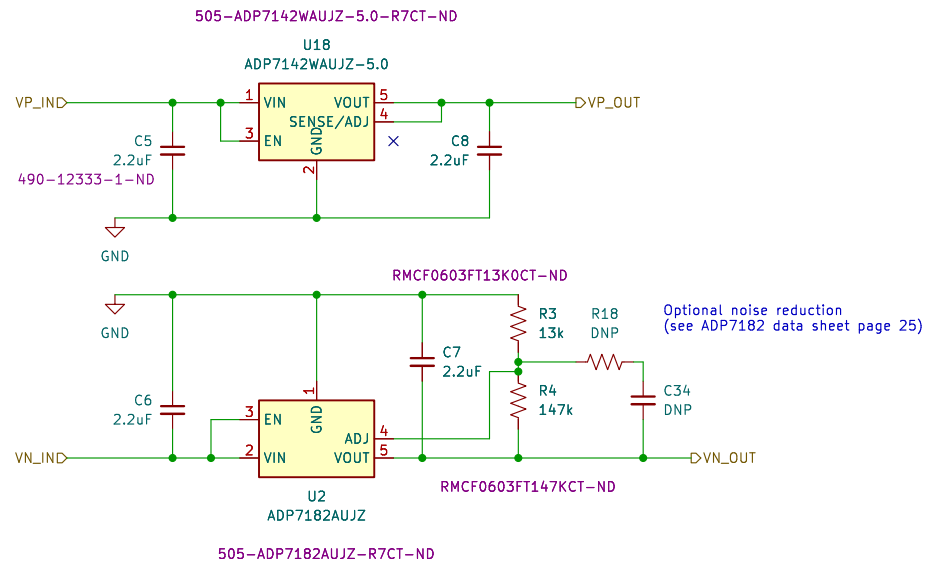 505-ADP7142WAUJZ-5.0-R7CT-ND
U18
ADP7142WAUJZ-5.0
VP_IN
1 VIN
VOUT 5
VP_OUT
SENSE/ADJ 4
3 EN
GND
2
C5
2.2uF
490-12333-1-ND
C8
2.2uF
GND
RMCF0603FT13K0CT-ND
GND
R3
13k
R18
DNP
Optional noise reduction
(see ADP7182 data sheet page 25)
C7
2.2uF
R4
147k
C34
DNP
C6
2.2uF
1
GND
3 EN
ADJ 4
VN_IN
2 VIN
VOUT 5
VN_OUT
RMCF0603FT147KCT-ND
U2
ADP7182AUJZ
505-ADP7182AUJZ-R7CT-ND